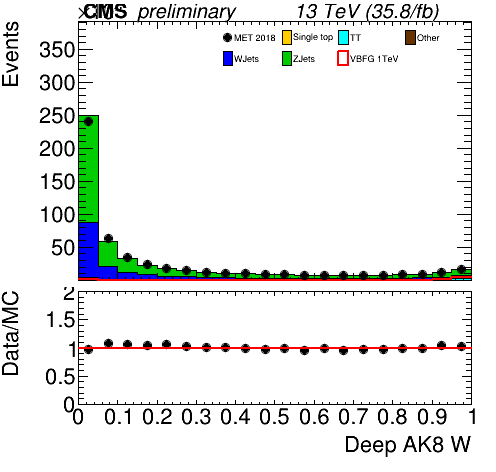 CMS preliminary 13 TeV (35.8/fb)
MET 2018 Single top TT Other
WJets ZJets VBFG 1TeV
Events
350
300
250
200
150
100
50
Data/MC
2
1.5
1
0.5
0
0 0.1 0.2 0.3 0.4 0.5 0.6 0.7 0.8 0.9 1
Deep AK8 W